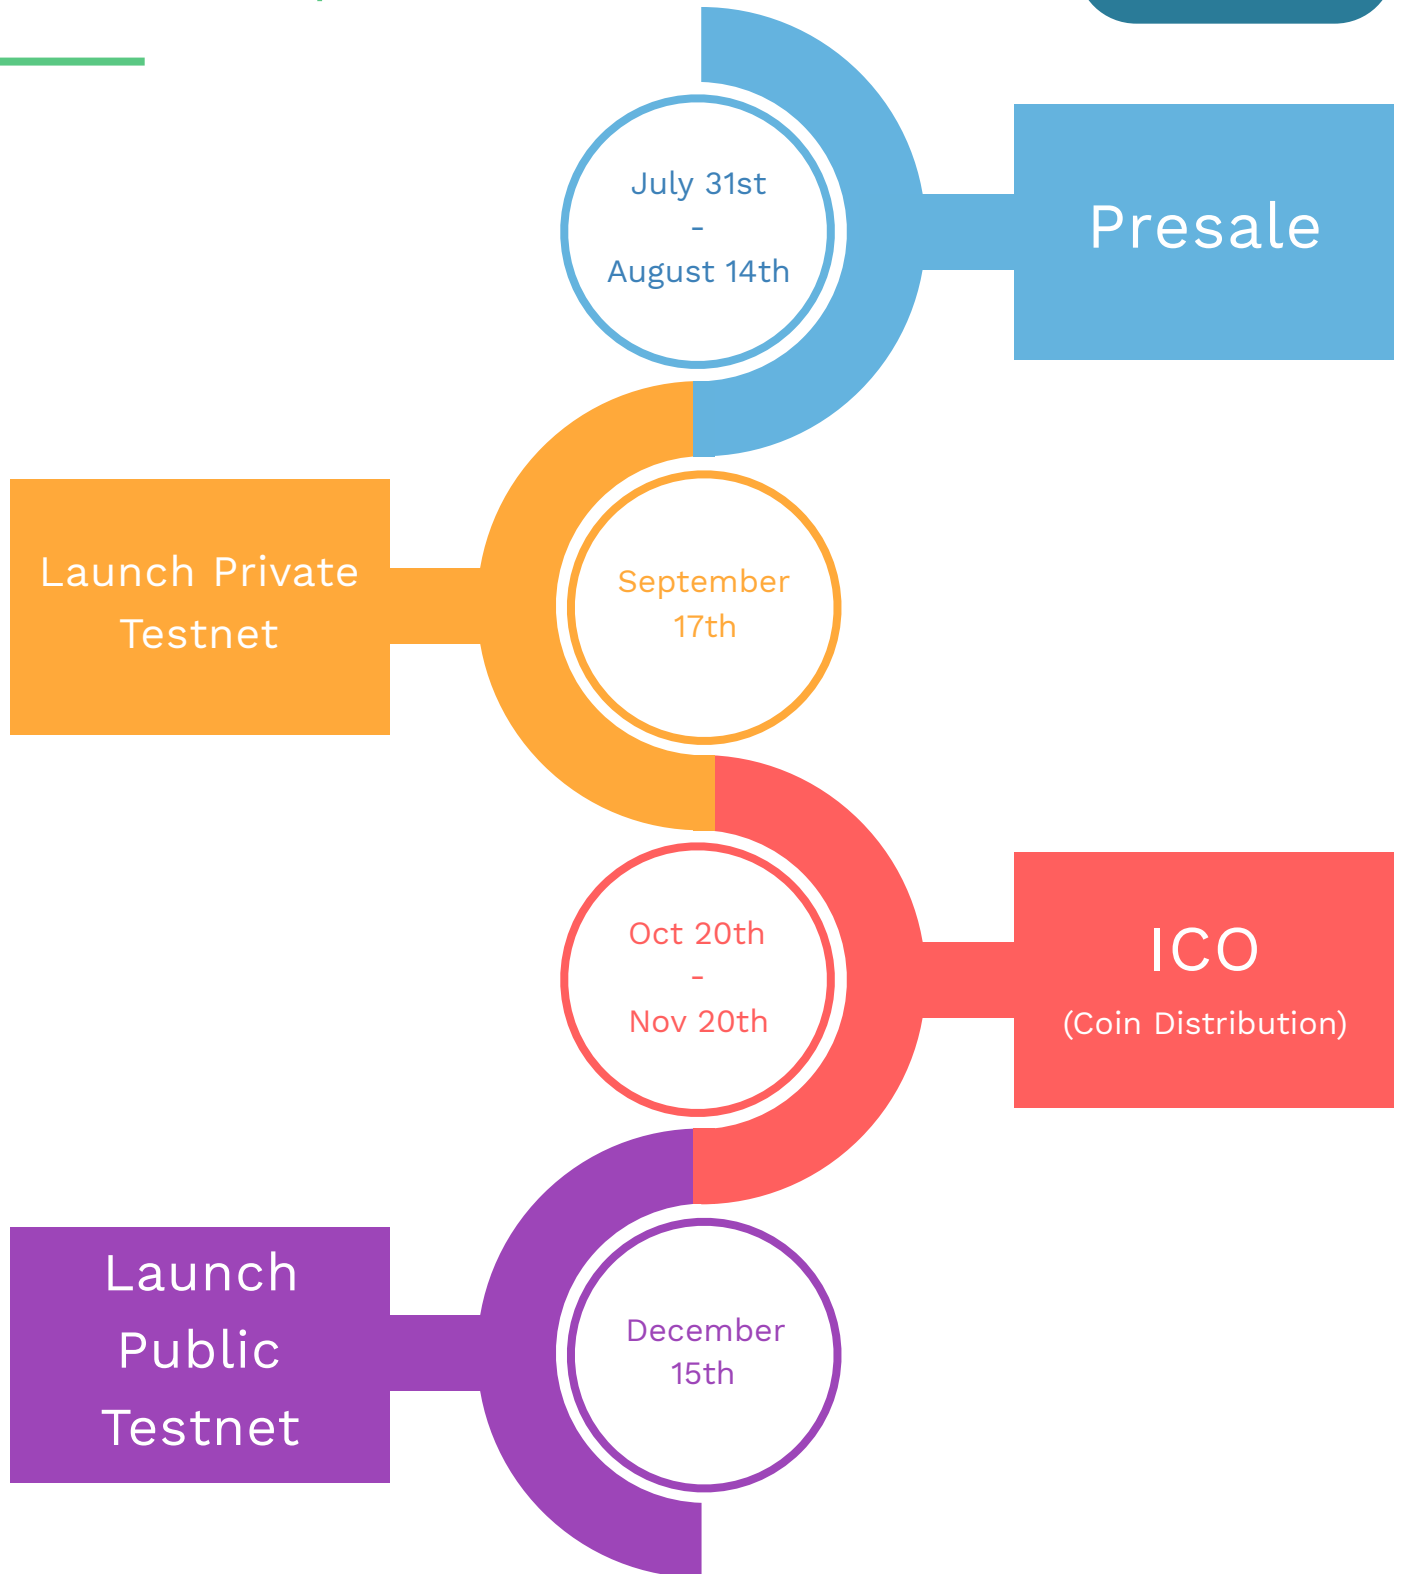 July 31st
-
August 14th
Presale
Launch Private
Testnet
September
17th
Oct 20th
-
Nov 20th
ICO
(Coin Distribution)
Launch
Public
Testnet
December
15th